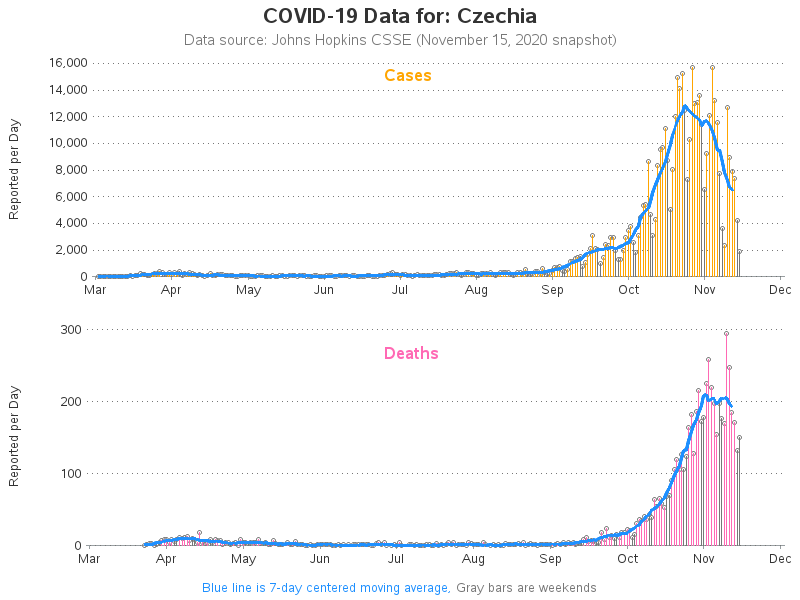 COVID-19 Data for: Czechia
Data source: Johns Hopkins CSSE (November 15, 2020 snapshot)
Cases
Reported per Day
16,000
14,000
12,000
10,000
8,000
6,000
4,000
2,000
0
Mar Apr May Jun Jul Aug Sep Oct Nov Dec
Deaths
Reported per Day
300
200
100
0
Mar Apr May Jun Jul Aug Sep Oct Nov Dec
Blue line is 7-day centered moving average, Gray bars are weekends